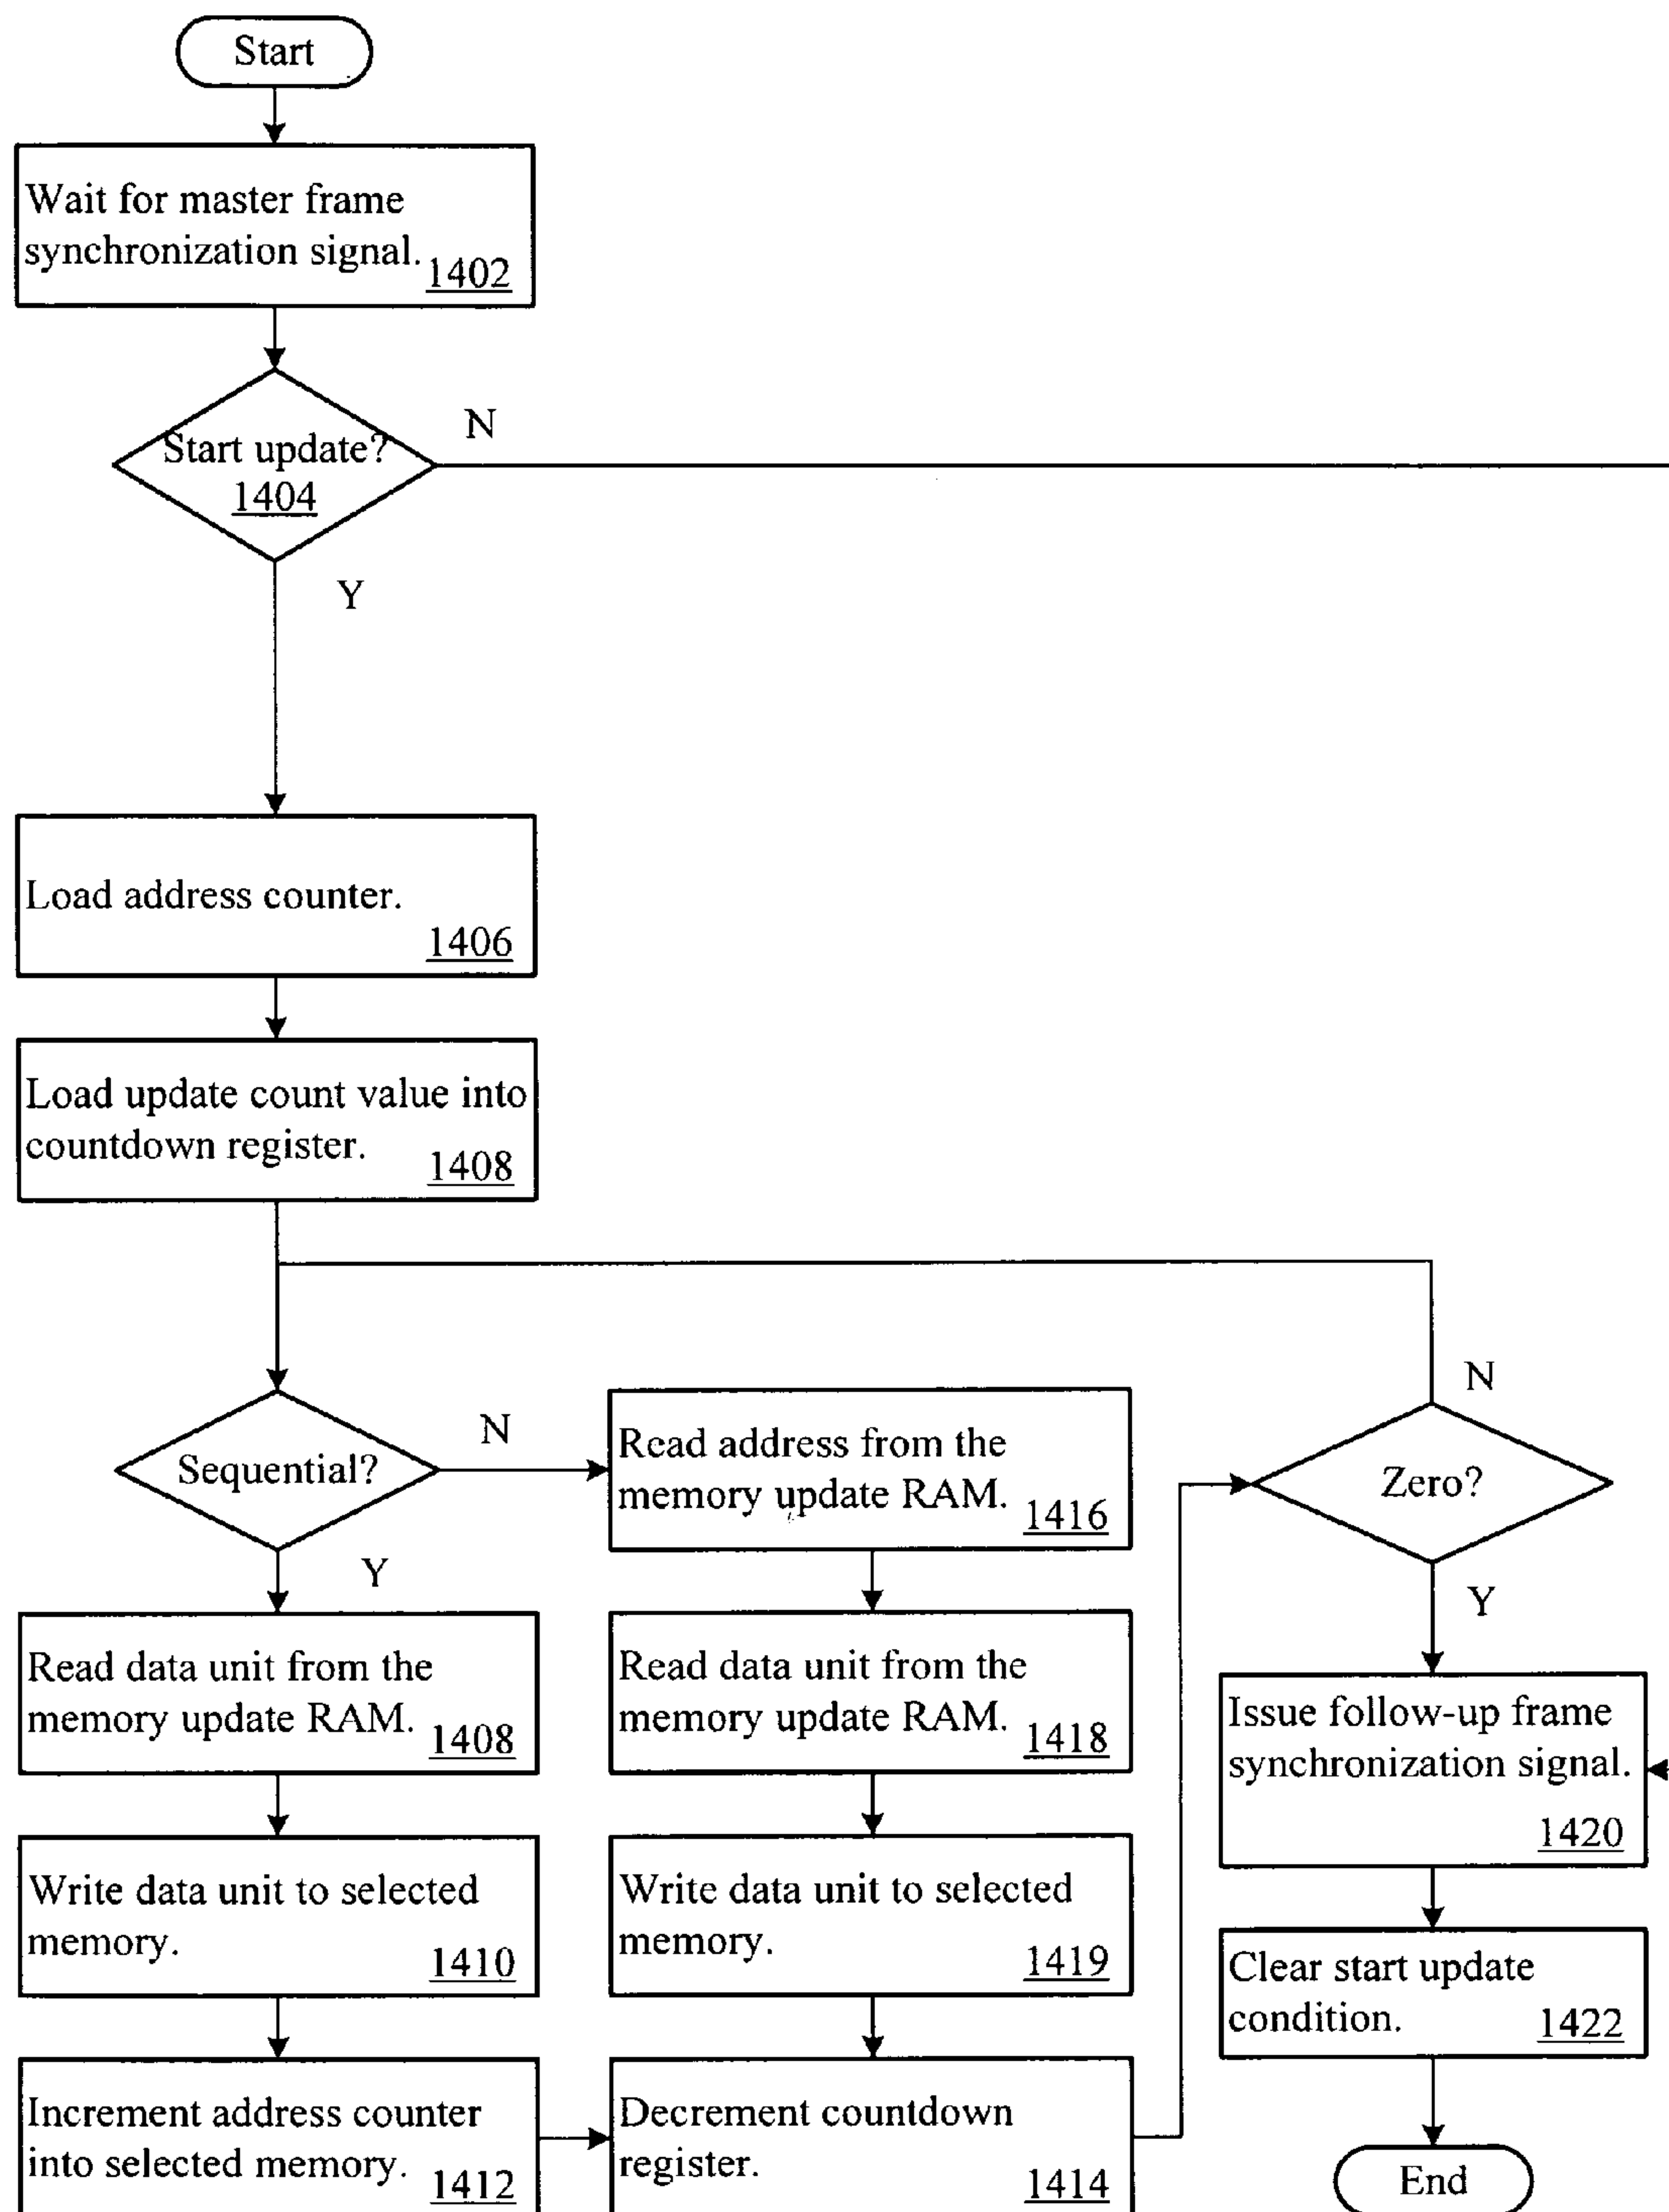 Start
Wait for master frame
synchronization signal.
1402
Start update?
1404
N
Y
Load address counter.
1406
Load update count value into
countdown register.
1408
Sequential?
N
Y
Read data unit from the
memory update RAM.
1408
Write data unit to selected
memory.
1410
Increment address counter
into selected memory.
1412
Read address from the
memory update RAM.
1416
Read data unit from the
memory update RAM.
1418
Write data unit to selected
memory.
1419
Decrement countdown
register.
1414
Zero?
N
Y
Issue follow-up frame
synchronization signal.
1420
Clear start update
condition.
1422
End